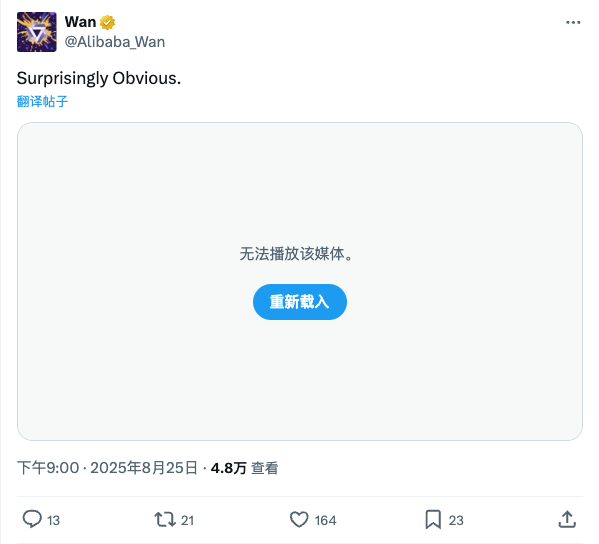 Wan
@Alibaba_Wan
Surprisingly Obvious.
翻译帖子
无法播放该媒体。
重新载入
下午9:00 · 2025年8月25日 · 4.8万 查看
13 21 164 23